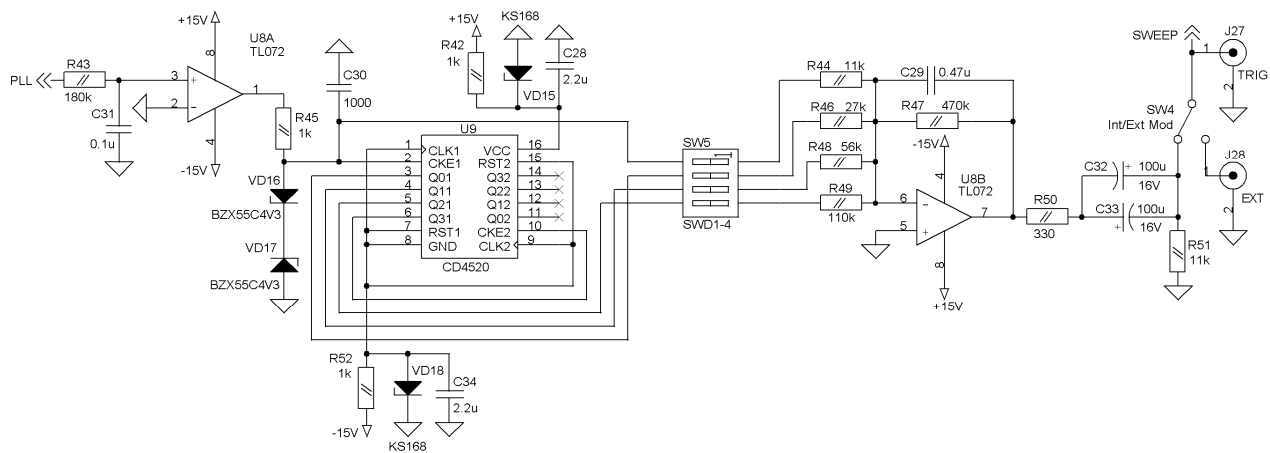 +15V
8
U8A
TL072
PLL
R43
180k
3
+
2
-
1
4
-15V
C31
0.1u
R45
1k
C30
1000
+15V
R42
1k
KS168
VD15
C28
2.2u
VD16
BZX55C4V3
VD17
BZX55C4V3
U9
1 CLK1 VCC 16
2 CKE1 RST2 15
3 Q01 Q32 14
4 Q11 Q22 13
5 Q21 Q12 12
6 Q31 Q02 11
7 RST1 CKE2 10
8 GND CLK2 9
CD4520
R52
1k
-15V
VD18
KS168
C34
2.2u
SW5
1
SWD1-4
R44 11k
R46 27k
R48 56k
R49
110k
C29 0.47u
R47 470k
-15V
4
U8B
TL072
6
-
5
+
7
8
+15V
R50
330
C32 + 100u
16V
C33 100u
+ 16V
R51
11k
SWEEP
SW4
Int/Ext Mod
J27
1
TRIG
2
J28
1
EXT
2